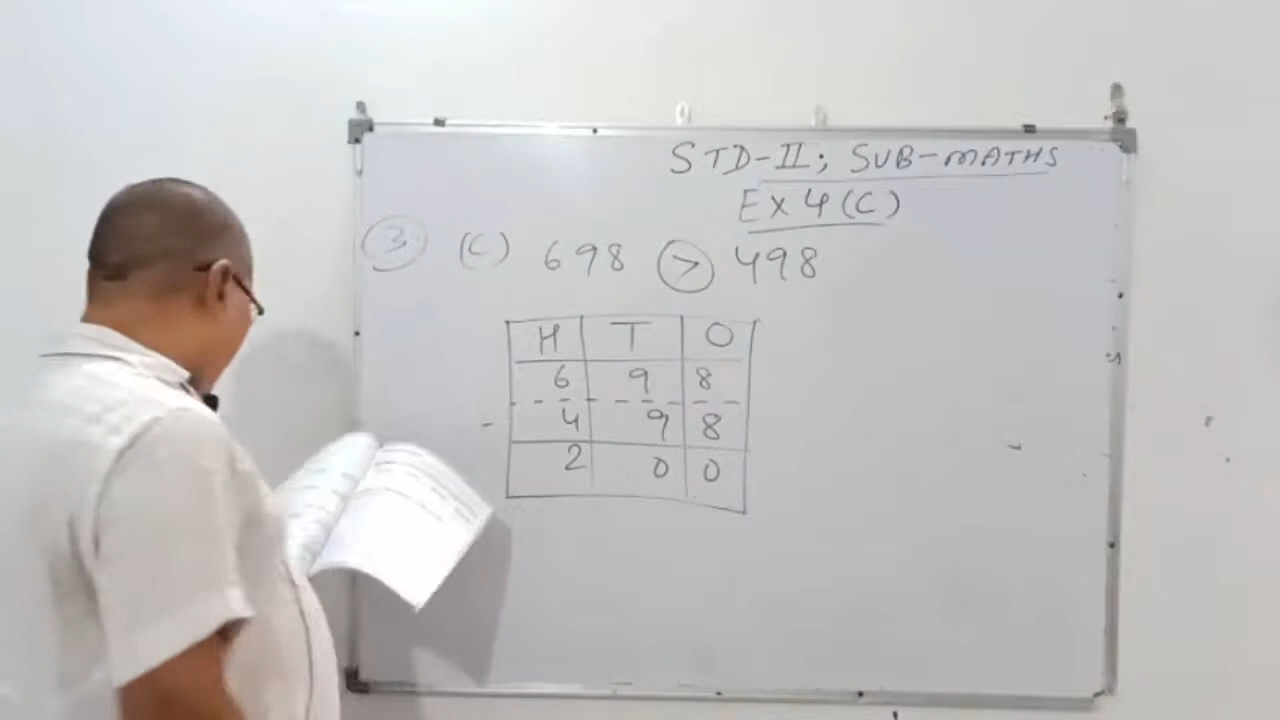 STD-II; SUB-MATHS
EX 4(C)
3 (C) 698 > 498
H T O
6 9 8
- 4 9 8
2 0 0